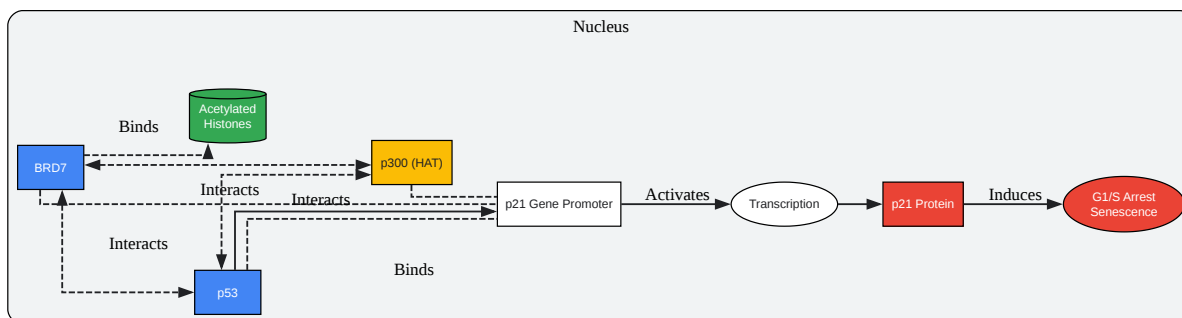 Nucleus
Acetylated
Histones
Binds
BRD7
p300 (HAT)
Interacts
Interacts
p21 Gene Promoter
Activates
Transcription
p21 Protein
Induces
G1/S Arrest
Senescence
Interacts
Binds
p53